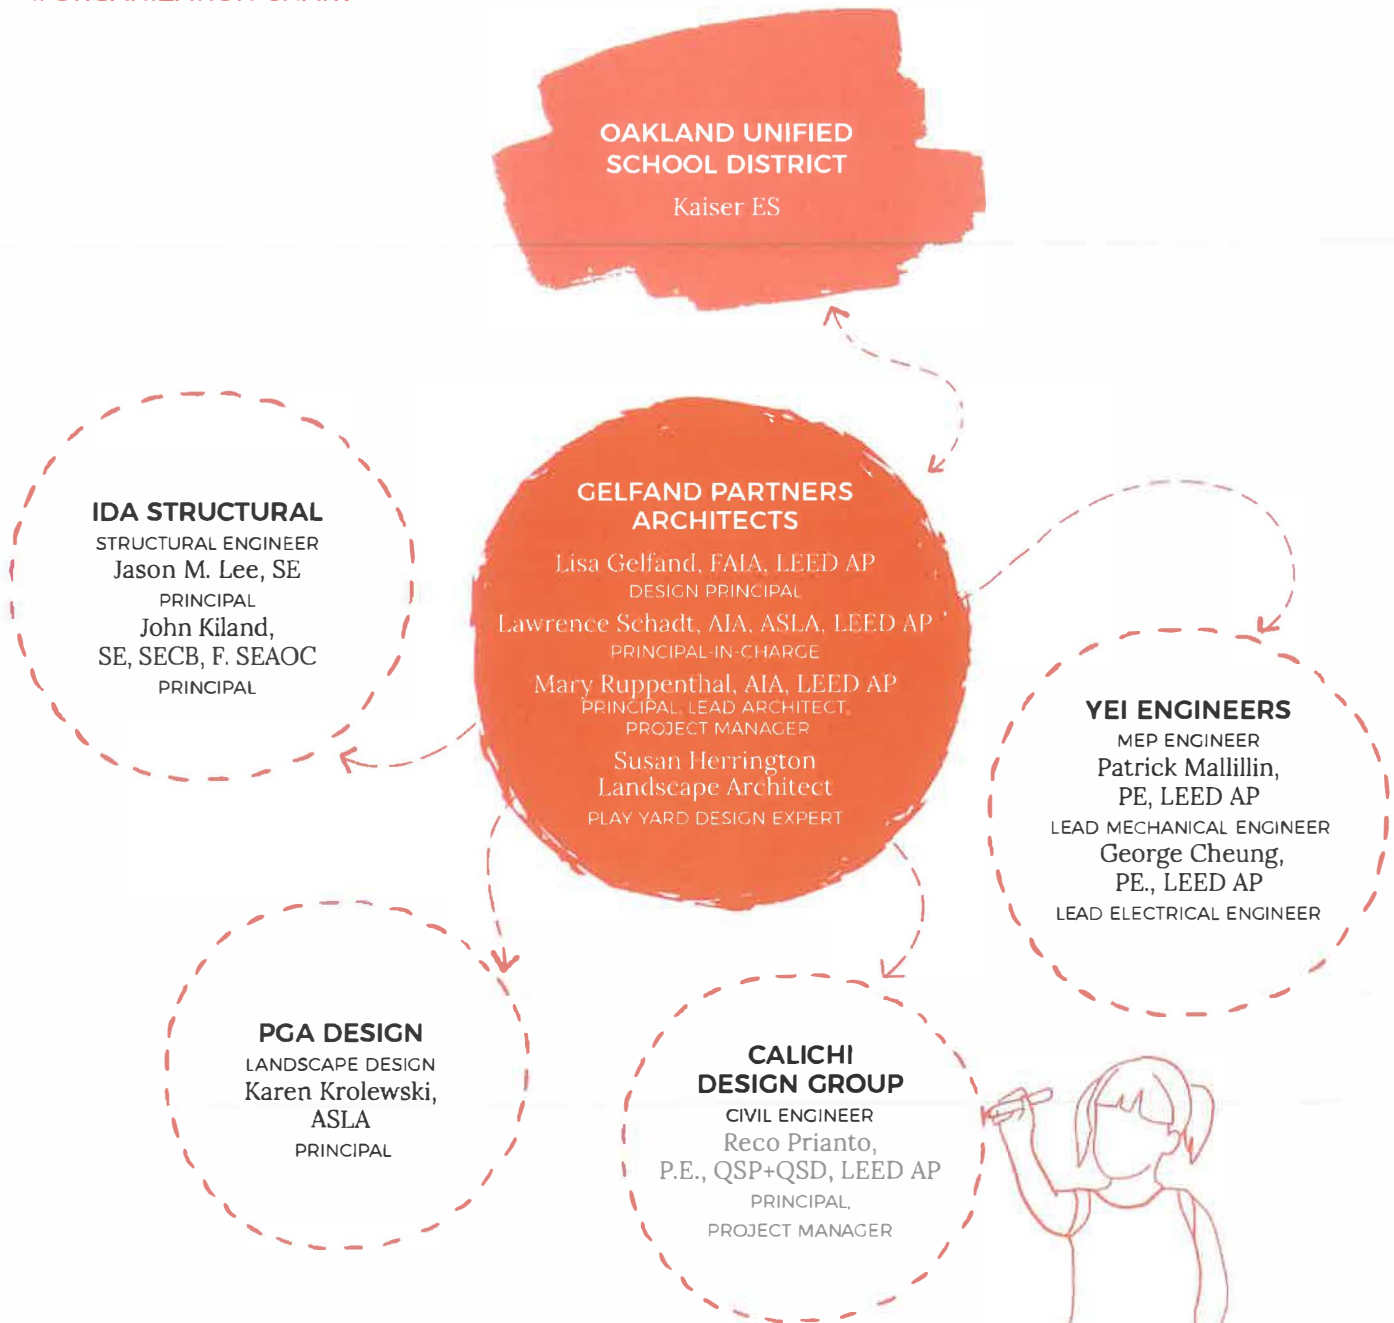 OAKLAND UNIFIED
SCHOOL DISTRICT
Kaiser ES
GELFAND PARTNERS
ARCHITECTS
Lisa Gelfand, FAIA, LEED AP
DESIGN PRINCIPAL
Lawrence Schadt, AIA, ASLA, LEED AP
PRINCIPAL-IN-CHARGE
Mary Ruppenthal, AIA, LEED AP
PRINCIPAL, LEAD ARCHITECT,
PROJECT MANAGER
Susan Herrington
Landscape Architect
PLAY YARD DESIGN EXPERT
IDA STRUCTURAL
STRUCTURAL ENGINEER
Jason M. Lee, SE
PRINCIPAL
John Kiland,
SE, SECB, F. SEAOC
PRINCIPAL
YEI ENGINEERS
MEP ENGINEER
Patrick Mallillin,
PE, LEED AP
LEAD MECHANICAL ENGINEER
George Cheung,
PE., LEED AP
LEAD ELECTRICAL ENGINEER
PGA DESIGN
LANDSCAPE DESIGN
Karen Krolewski,
ASLA
PRINCIPAL
CALICHI
DESIGN GROUP
CIVIL ENGINEER
Reco Prianto,
P.E., QSP+QSD, LEED AP
PRINCIPAL,
PROJECT MANAGER